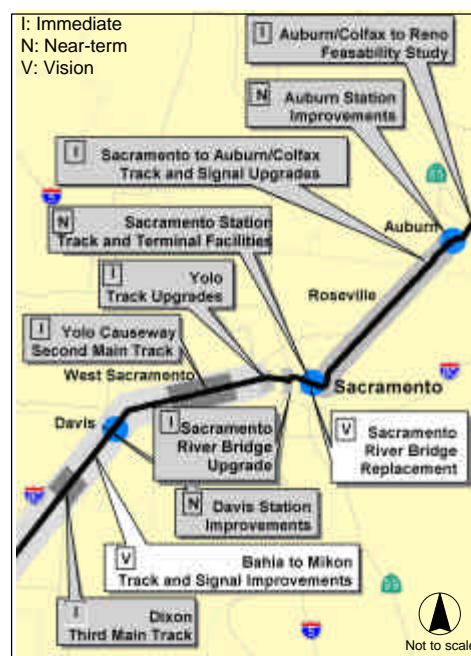 I: Immediate
N: Near-term
V: Vision
I
Auburn/Colfax to Reno
Feasability Study
N
Auburn Station
Improvements
I
Sacramento to Auburn/Colfax
Track and Signal Upgrades
N
Sacramento Station
Track and Terminal Facilities
Auburn
I
Yolo
Track Upgrades
Roseville
I
Yolo Causeway
Second Main Track
West Sacramento
Sacramento
Davis
I
Sacramento
River Bridge
Upgrade
V
Sacramento
River Bridge
Replacement
N
Davis Station
Improvements
V
Bahia to Mikon
Track and Signal Improvements
I
Dixon
Third Main Track
Not to scale